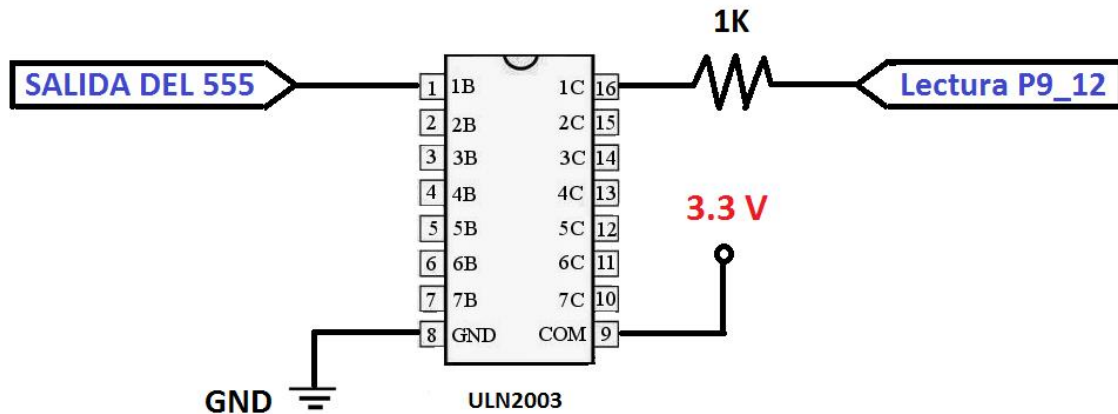 1K
SALIDA DEL 555
1 1B 1C 16
Lectura P9_12
2 2B 2C 15
3 3B 3C 14
4 4B 4C 13
3.3 V
5 5B 5C 12
6 6B 6C 11
7 7B 7C 10
8 GND COM 9
GND
ULN2003